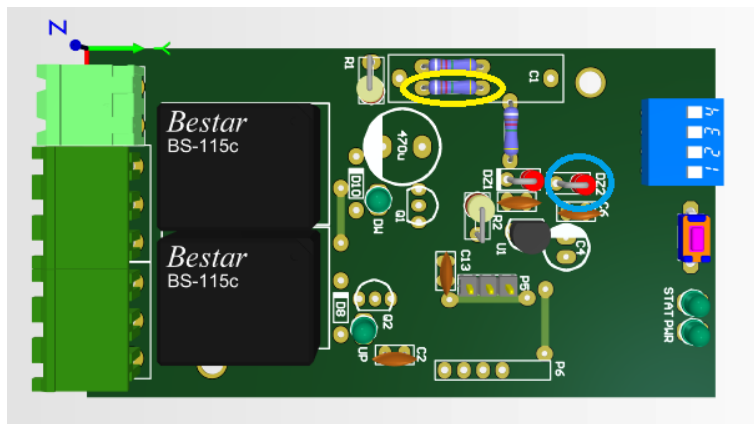 Z
Y
R1
C1
Bestar
BS-115c
470u
4
3
2
1
D10
DW
Q1
DZ1
DZ2
R2
C6
U1
C4
Bestar
BS-115c
C13
P5
D8
Q2
UP
C2
P6
STAT
PWR